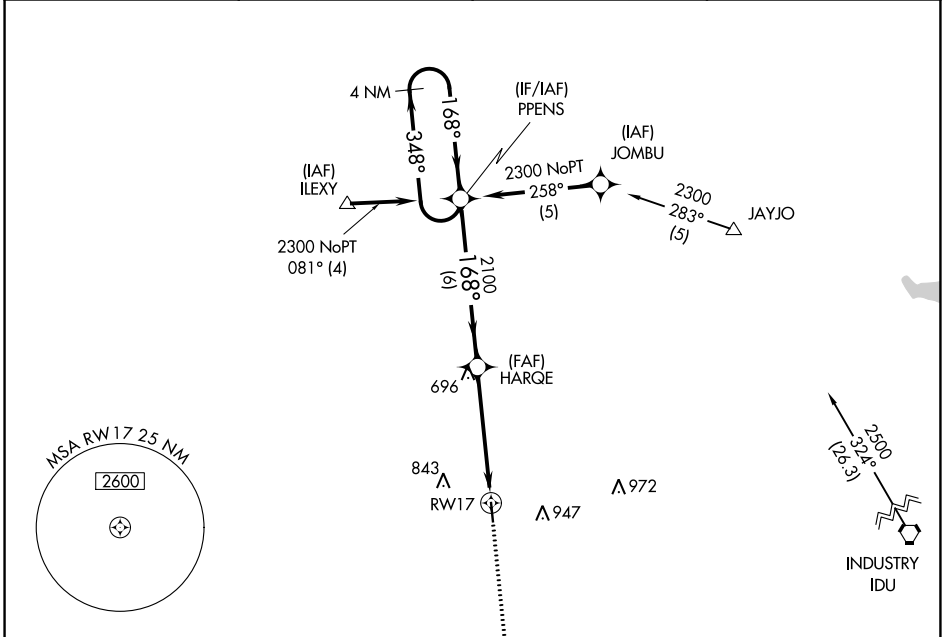 4 NM
168°
348°
(IF/IAF)
PPENS
(IAF)
JOMBU
(IAF)
ILEXY
2300 NoPT
258°
(5)
2300
283°
(5)
JAYJO
2300 NoPT
081° (4)
2100
168°
(6)
(FAF)
HARQE
696
MSA RW17 25 NM
2600
843
RW17
947
972
2500
324°
(26.3)
INDUSTRY
IDU